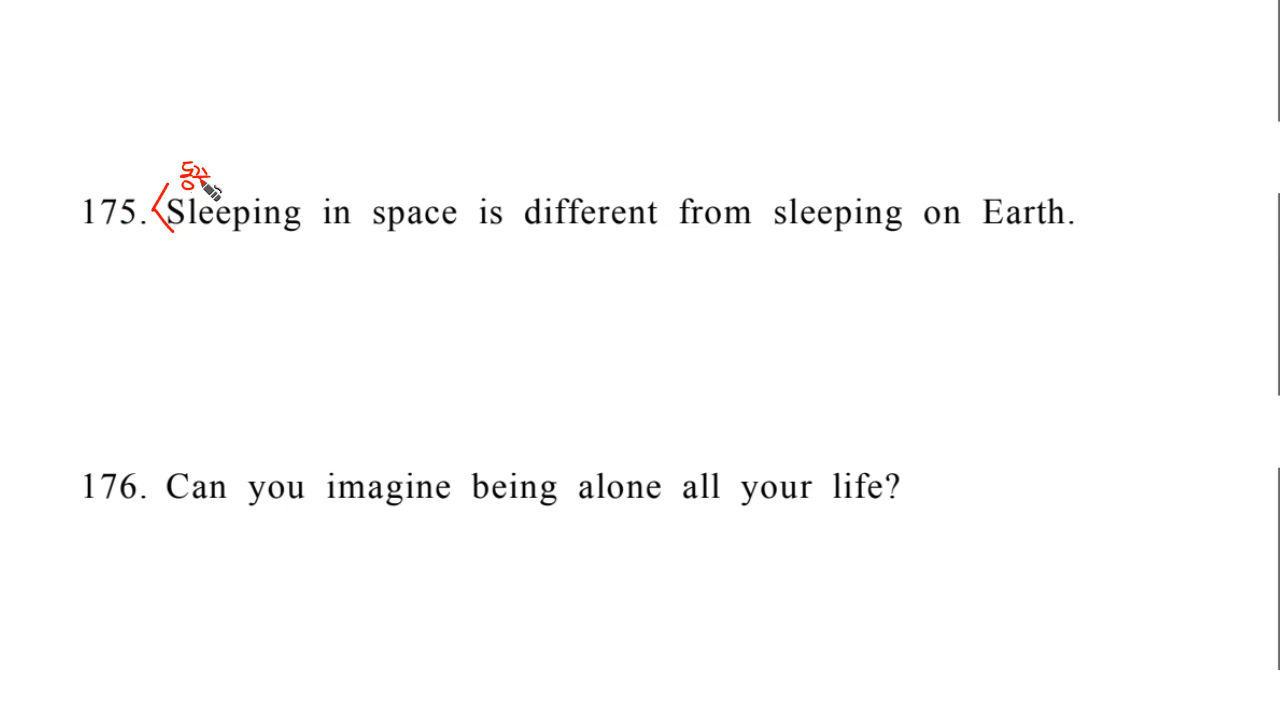 175. Sleeping in space is different from sleeping on Earth.
176. Can you imagine being alone all your life?